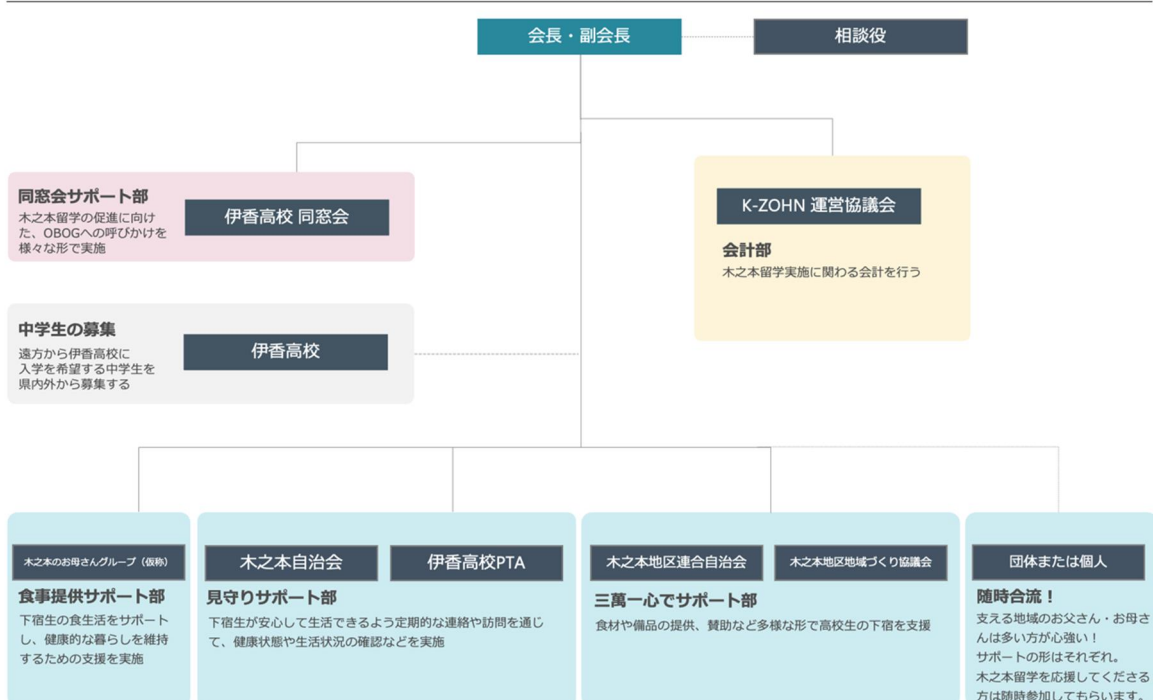 会長・副会長
相談役
同窓会サポート部
木之本留学の促進に向け
た、OBOGへの呼びかけを
様々な形で実施
伊香高校 同窓会
K-ZOHN 運営協議会
会計部
木之本留学実施に関わる会計を行う
中学生の募集
遠方から伊香高校に
入学を希望する中学生を
県内外から募集する
伊香高校
木之本のお母さんグループ（仮称）
食事提供サポート部
下宿生の食生活をサポート
し、健康的な暮らしを維持
するための支援を実施
木之本自治会
伊香高校PTA
見守りサポート部
下宿生が安心して生活できるよう定期的な連絡や訪問を通じ
て、健康状態や生活状況の確認などを実施
木之本地区連合自治会
木之本地区地域づくり協議会
三萬一心でサポート部
食材や備品の提供、賛助など多様な形で高校生の下宿を支援
団体または個人
随時合流！
支える地域のお父さん・お母さ
んは多い方が心強い！
サポートの形はそれぞれ。
木之本留学を応援してくださる
方は随時参加してもらいます。